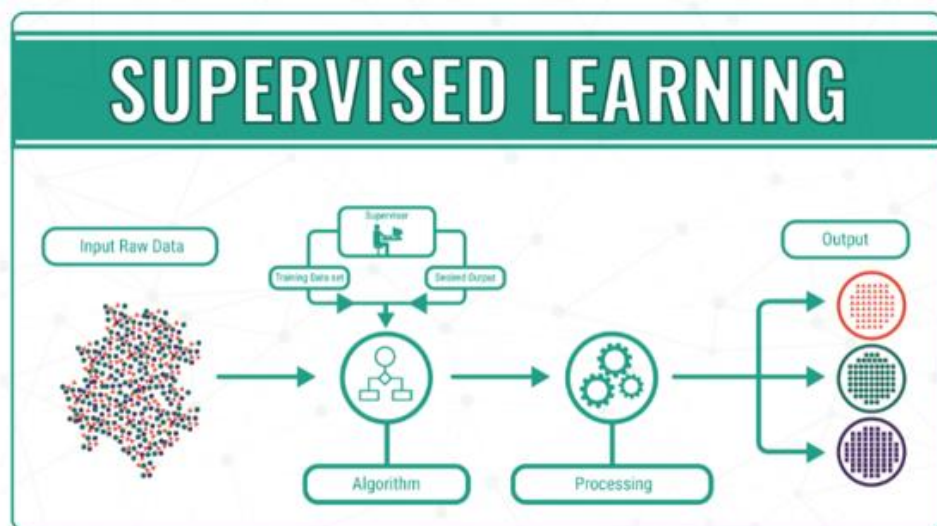 SUPERVISED LEARNING
Input Raw Data
Supervisor
Training Data set
Desired Output
Output
Algorithm
Processing